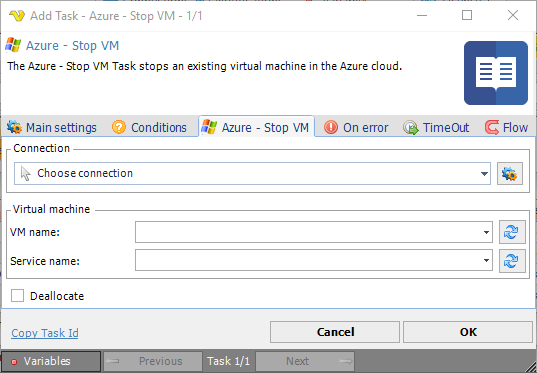 Add Task - Azure - Stop VM - 1/1
Azure - Stop VM
The Azure - Stop VM Task stops an existing virtual machine in the Azure cloud.
Main settings Conditions Azure - Stop VM On error TimeOut Flow
Connection
Choose connection
Virtual machine
VM name:
Service name:
Deallocate
Copy Task Id Cancel OK
Variables Previous Task 1/1 Next